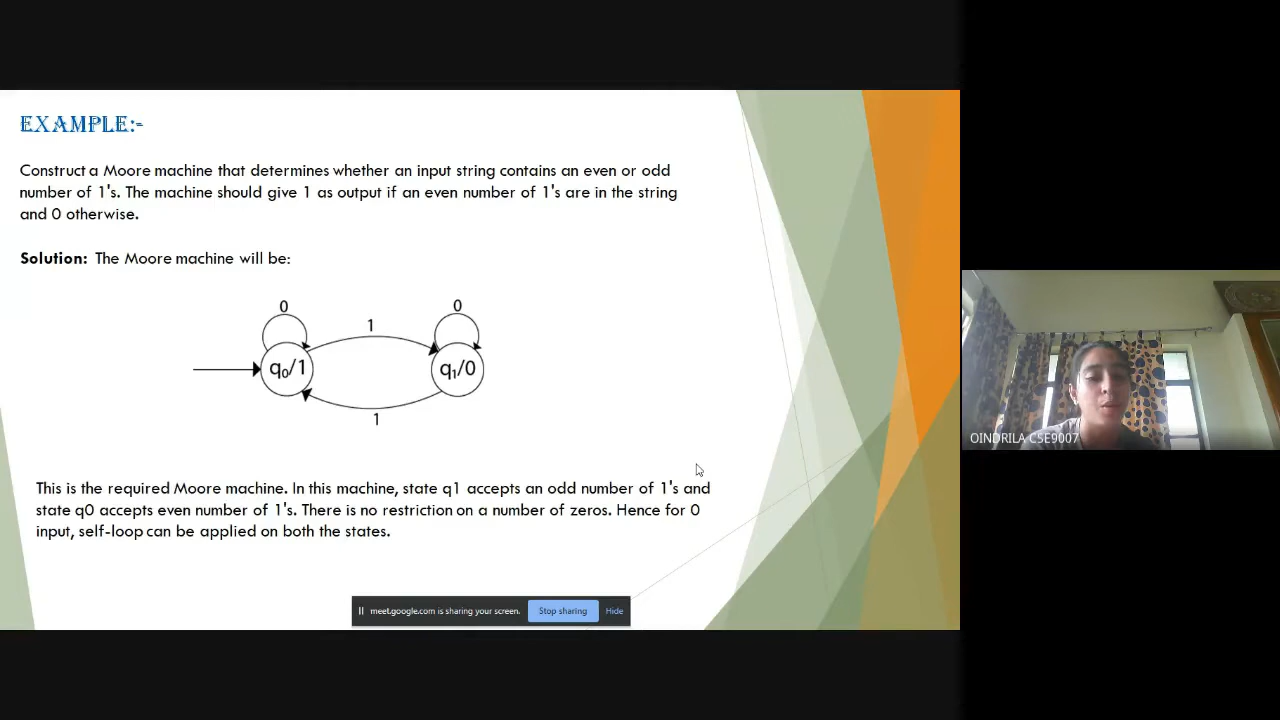 EXAMPLE:-
Construct a Moore machine that determines whether an input string contains an even or odd
number of 1's. The machine should give 1 as output if an even number of 1's are in the string
and 0 otherwise.
Solution: The Moore machine will be:
0
0
1
q₀/1
q₁/0
1
This is the required Moore machine. In this machine, state q1 accepts an odd number of 1's and
state q0 accepts even number of 1's. There is no restriction on a number of zeros. Hence for 0
input, self-loop can be applied on both the states.
meet.google.com is sharing your screen.
Stop sharing
Hide
OINDRILA CSE9007